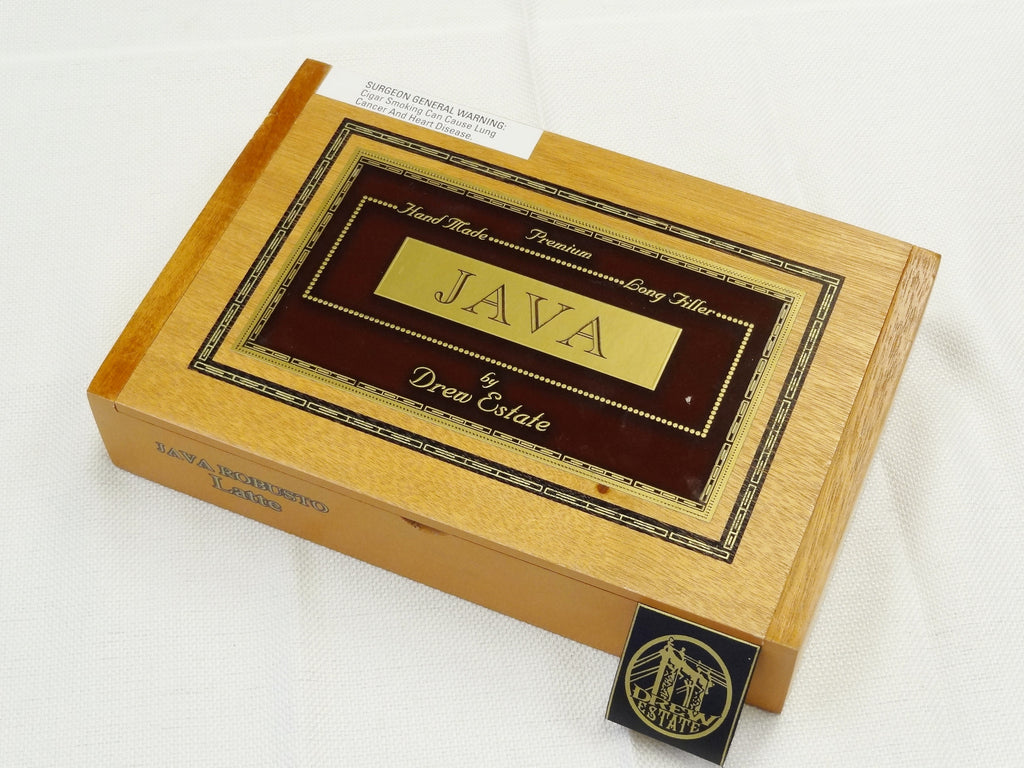 SURGEON GENERAL WARNING:
Cigar Smoking Can Cause Lung
Cancer And Heart Disease.
Hand Made Premium Long Filler
JAVA
by
Drew Estate
JAVA ROBUSTO
Latte
DREW
ESTATE